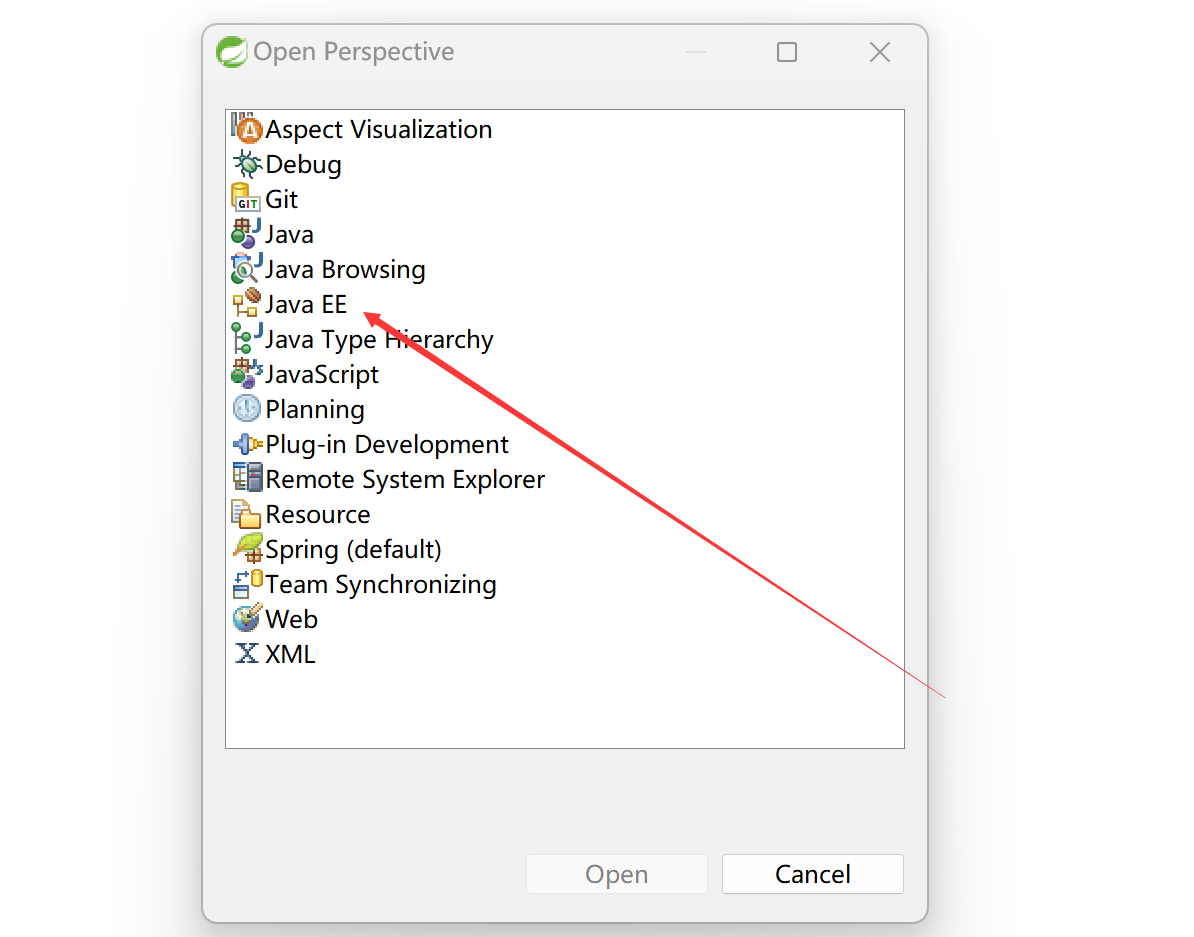 Open Perspective
Aspect Visualization
Debug
GIT Git
Java
Java Browsing
Java EE
Java Type Hierarchy
JavaScript
Planning
Plug-in Development
Remote System Explorer
Resource
Spring (default)
Team Synchronizing
Web
XML
Open Cancel